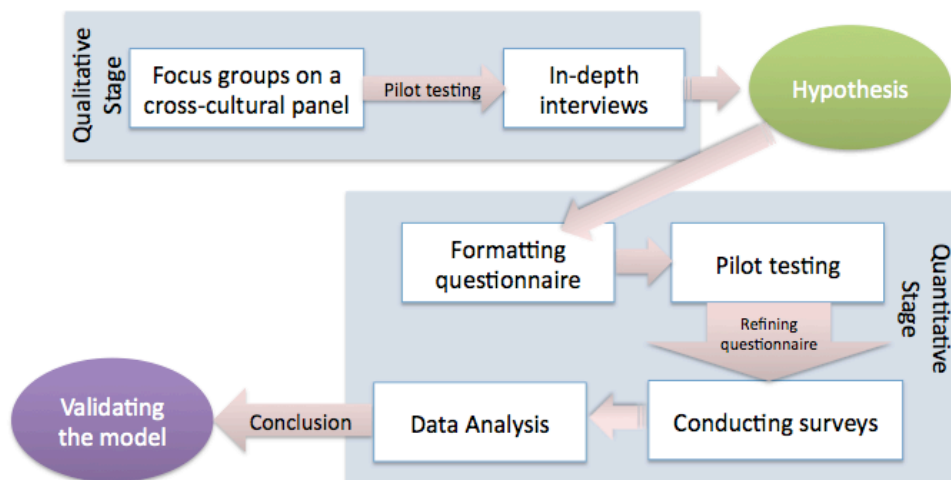 Qualitative
Stage
Focus groups on a
cross-cultural panel
Pilot testing
In-depth
interviews
Hypothesis
Formatting
questionnaire
Pilot testing
Quantitative
Stage
Refining
questionnaire
Conducting surveys
Data Analysis
Conclusion
Validating
the model